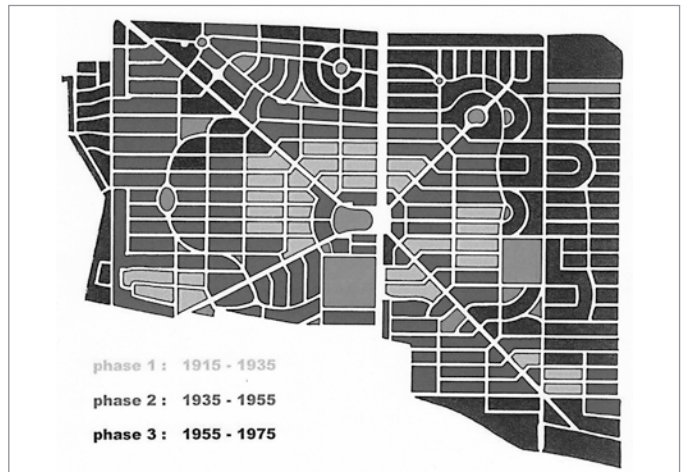 phase 1 : 1915 - 1935
phase 2 : 1935 - 1955
phase 3 : 1955 - 1975